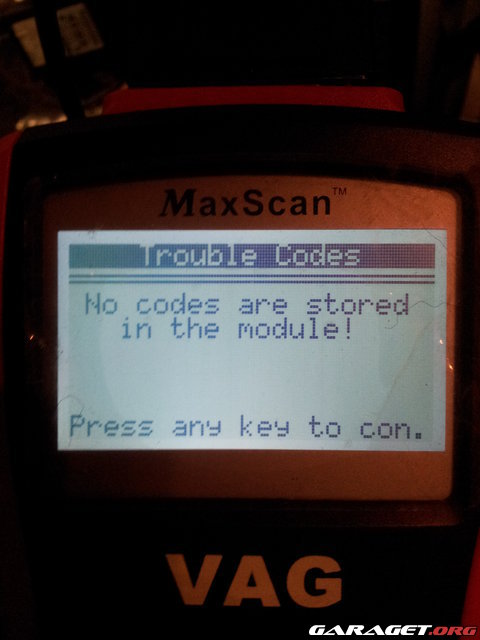 MaxScan™
Trouble Codes
No codes are stored
in the module!
Press any key to con.
VAG
GARAGET.ORG